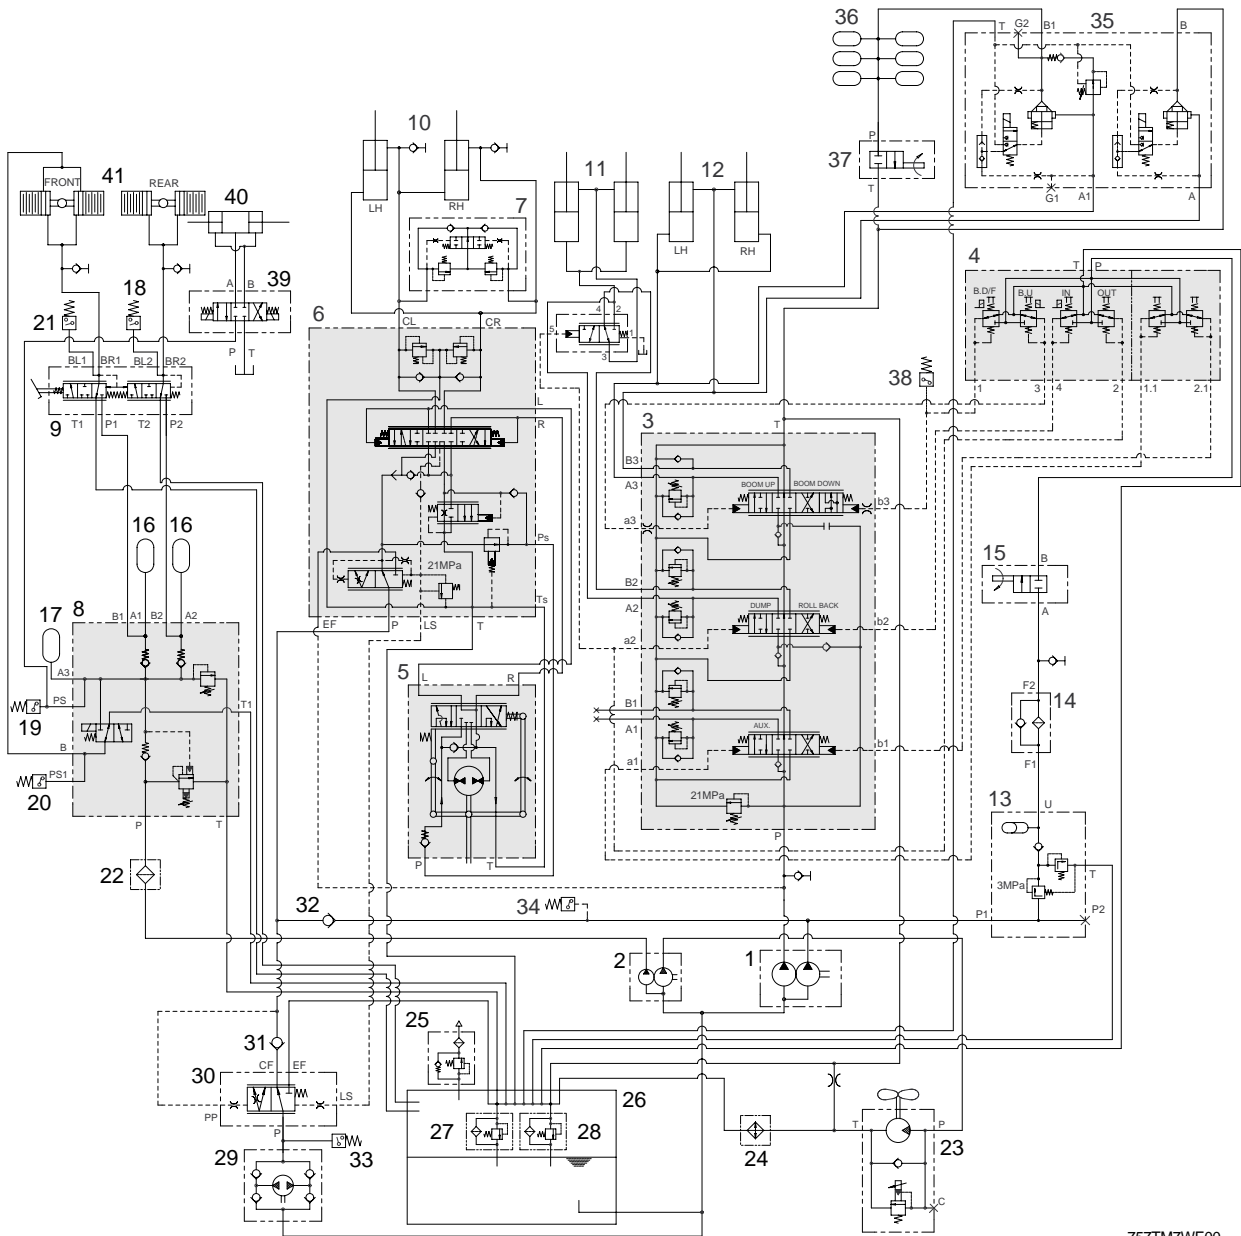 36
T G2 B1 35 B
P
37
T
G1 A1 A
10
11 12
7
LH RH
LH RH
FRONT 41 REAR
40
A B 39
18
21
P T
BL1 BR1 BL2 BR2
9
T1 P1 T2 P2
6
CL CR
L
R
21MPa
Ps
Ts
EF P LS T
4 2
5 1
3
T P
4
B.D/F B.U IN OUT
1 3 4 2 1.1 2.1
38
3
T
B3
A3
BOOM UP BOOM DOWN
a3 b3
B2
A2
DUMP ROLL BACK
a2 b2
B1
A1
AUX.
a1 b1
21MPa
P
B
15
A
F2
14
F1
13 U
3MPa
T
P1 P2
16 16
17 8 B1 A1 B2 A2
A3
PS
19
T1
B
PS1
20
P T
22
5 L R
P T
32
34
2 1
25
31
CF EF
30
LS
PP
P
33
29
26
27 28
24
T P
23
C
757TM7WE00